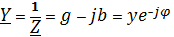 Y = 1/Z = g − jb = ye^(−jφ)